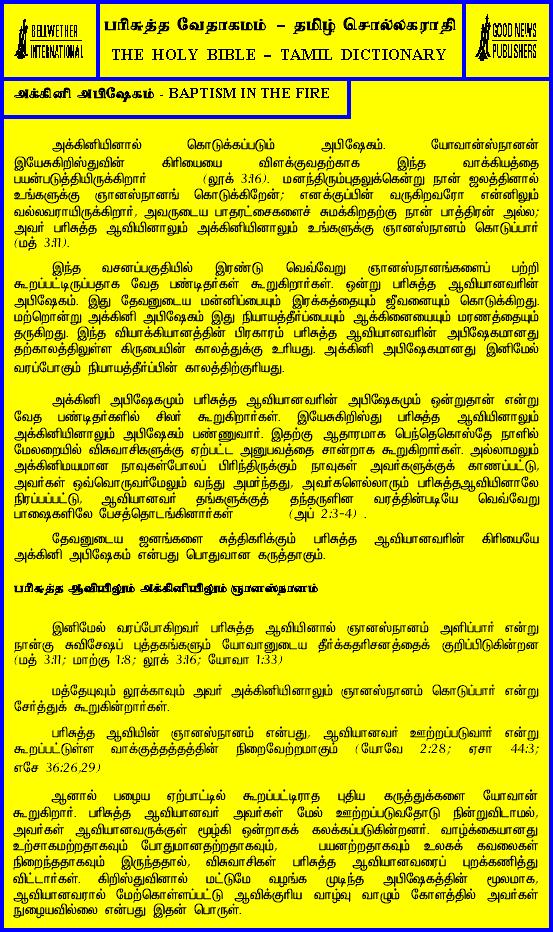 BELLWETHER
INTERNATIONAL
பரிசுத்த வேதாகமம் – தமிழ் சொல்லகராதி
THE HOLY BIBLE – TAMIL DICTIONARY
GOOD NEWS
PUBLISHERS
அக்கினி அபிஷேகம் - BAPTISM IN THE FIRE
அக்கினியினால் கொடுக்கப்படும் அபிஷேகம். யோவான்ஸ்நானன்
இயேசுகிறிஸ்துவின் கிரியையை விளக்குவதற்காக இந்த வாக்கியத்தை
பயன்படுத்தியிருக்கிறார் (லூக் 3:16). மனந்திரும்புதலுக்கென்று நான் ஜலத்தினால்
உங்களுக்கு ஞானஸ்நானங் கொடுக்கிறேன்; எனக்குப்பின் வருகிறவரோ என்னிலும்
வல்லவராயிருக்கிறார், அவருடைய பாதரட்சைகளைச் சுமக்கிறதற்கு நான் பாத்திரன் அல்ல;
அவர் பரிசுத்த ஆவியினாலும் அக்கினியினாலும் உங்களுக்கு ஞானஸ்நானம் கொடுப்பார்
(மத் 3:11).
இந்த வசனப்பகுதியில் இரண்டு வெவ்வேறு ஞானஸ்நானங்களைப் பற்றி
கூறப்பட்டிருப்பதாக வேத பண்டிதர்கள் கூறுகிறார்கள். ஒன்று பரிசுத்த ஆவியானவரின்
அபிஷேகம். இது தேவனுடைய மன்னிப்பையும் இரக்கத்தையும் ஜீவனையும் கொடுக்கிறது.
மற்றொன்று அக்கினி அபிஷேகம் இது நியாயத்தீர்ப்பையும் ஆக்கினையையும் மரணத்தையும்
தருகிறது. இந்த வியாக்கியானத்தின் பிரகாரம் பரிசுத்த ஆவியானவரின் அபிஷேகமானது
தற்காலத்திலுள்ள கிருபையின் காலத்துக்கு உரியது. அக்கினி அபிஷேகமானது இனிமேல்
வரப்போகும் நியாயத்தீர்ப்பின் காலத்திற்குரியது.
அக்கினி அபிஷேகமும் பரிசுத்த ஆவியானவரின் அபிஷேகமும் ஒன்றுதான் என்று
வேத பண்டிதர்களில் சிலர் கூறுகிறார்கள். இயேசுகிறிஸ்து பரிசுத்த ஆவியினாலும்
அக்கினியினாலும் அபிஷேகம் பண்ணுவார். இதற்கு ஆதாரமாக பெந்தெகொஸ்தே நாளில்
மேலறையில் விசுவாசிகளுக்கு ஏற்பட்ட அனுபவத்தை சான்றாக கூறுகிறார்கள். அல்லாமலும்
அக்கினிமயமான நாவுகள்போலப் பிரிந்திருக்கும் நாவுகள் அவர்களுக்குக் காணப்பட்டு,
அவர்கள் ஒவ்வொருவர்மேலும் வந்து அமர்ந்தது, அவர்களெல்லாரும் பரிசுத்தஆவியினாலே
நிரப்பப்பட்டு, ஆவியானவர் தங்களுக்குத் தந்தருளின வரத்தின்படியே வெவ்வேறு
பாஷைகளிலே பேசத்தொடங்கினார்கள் (அப் 2:3-4) .
தேவனுடைய ஜனங்களை சுத்திகரிக்கும் பரிசுத்த ஆவியானவரின் கிரியையே
அக்கினி அபிஷேகம் என்பது பொதுவான கருத்தாகும்.
பரிசுத்த ஆவியிலும் அக்கினியிலும் ஞானஸ்நானம்
இனிமேல் வரப்போகிறவர் பரிசுத்த ஆவியினால் ஞானஸ்நானம் அளிப்பார் என்று
நான்கு சுவிசேஷப் புத்தகங்களும் யோவானுடைய தீர்க்கதரிசனத்தைக் குறிப்பிடுகின்றன
(மத் 3:11; மாற்கு 1:8; லூக் 3:16; யோவா 1:33)
மத்தேயுவும் லூக்காவும் அவர் அக்கினியினாலும் ஞானஸ்நானம் கொடுப்பார் என்று
சேர்த்துக் கூறுகின்றார்கள்.
பரிசுத்த ஆவியின் ஞானஸ்நானம் என்பது, ஆவியானவர் ஊற்றப்படுவார் என்று
கூறப்பட்டுள்ள வாக்குத்தத்தத்தின் நிறைவேற்றமாகும் (யோவே 2:28; ஏசா 44:3;
எசே 36:26,29)
ஆனால் பழைய ஏற்பாட்டில் கூறப்பட்டிராத புதிய கருத்துக்களை யோவான்
கூறுகிறார். பரிசுத்த ஆவியானவர் அவர்கள் மேல் ஊற்றப்படுவதோடு நின்றுவிடாமல்,
அவர்கள் ஆவியானவருக்குள் மூழ்கி ஒன்றாகக் கலக்கப்படுகின்றனர். வாழ்க்கையானது
உற்சாகமற்றதாகவும் போதுமானதற்றதாகவும், பயனற்றதாகவும் உலகக் கவலைகள்
நிறைந்ததாகவும் இருந்ததால், விசுவாசிகள் பரிசுத்த ஆவியானவரைப் புறக்கணித்து
விட்டார்கள். கிறிஸ்துவினால் மட்டுமே வழங்க முடிந்த அபிஷேகத்தின் மூலமாக,
ஆவியானவரால் மேற்கொள்ளப்பட்டு ஆவிக்குரிய வாழ்வு வாழும் கோளத்தில் அவர்கள்
நுழையவில்லை என்பது இதன் பொருள்.